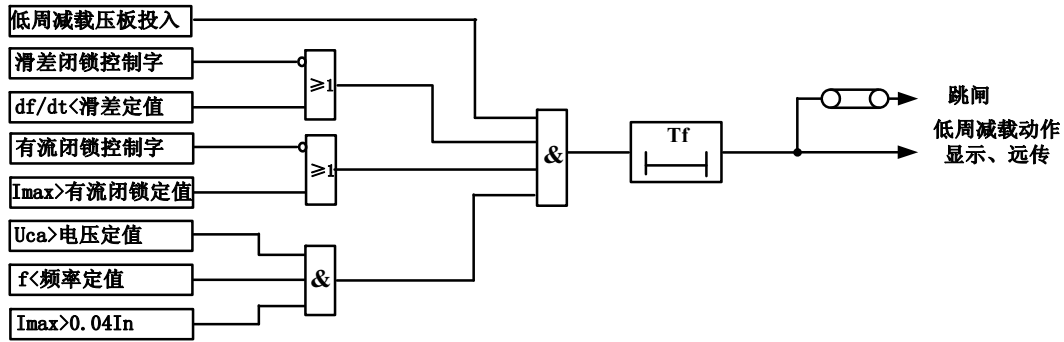 低周减载压板投入
滑差闭锁控制字
df/dt<滑差定值
有流闭锁控制字
Imax>有流闭锁定值
Uca>电压定值
f<频率定值
Imax>0.04In
≥1
≥1
&
&
Tf
跳闸
低周减载动作
显示、远传